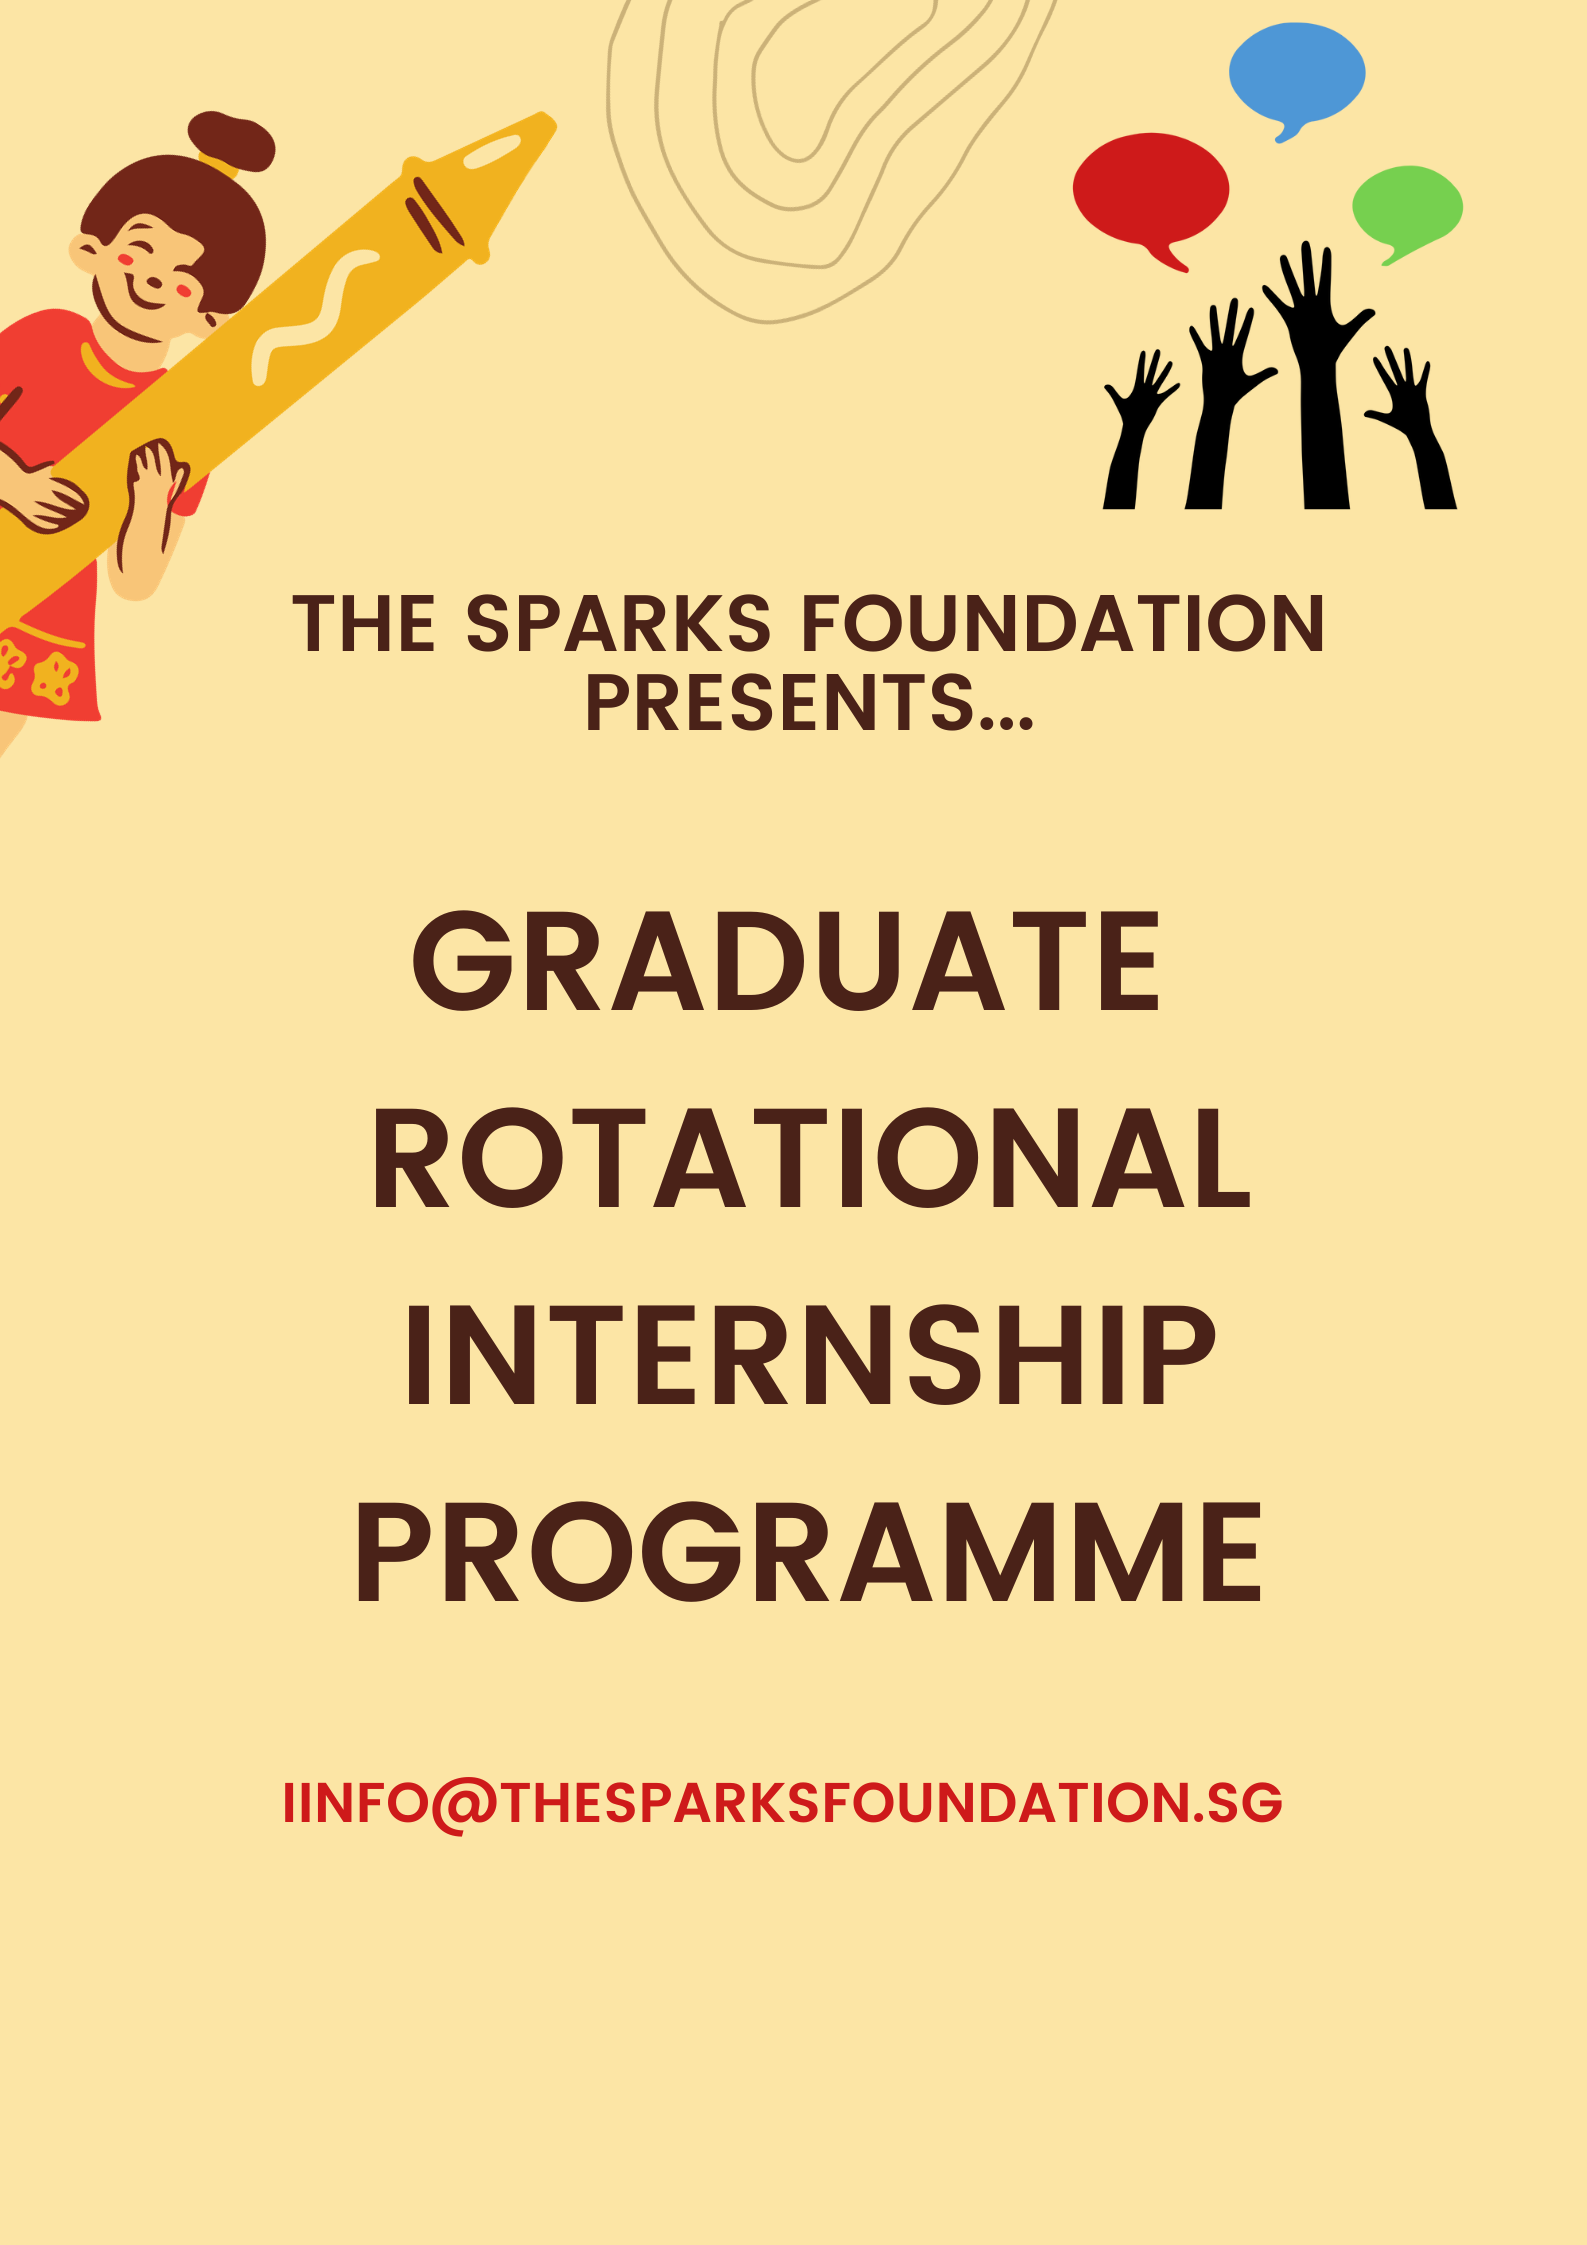 THE SPARKS FOUNDATION
PRESENTS...
GRADUATE
ROTATIONAL
INTERNSHIP
PROGRAMME
IINFO@THESPARKSFOUNDATION.SG